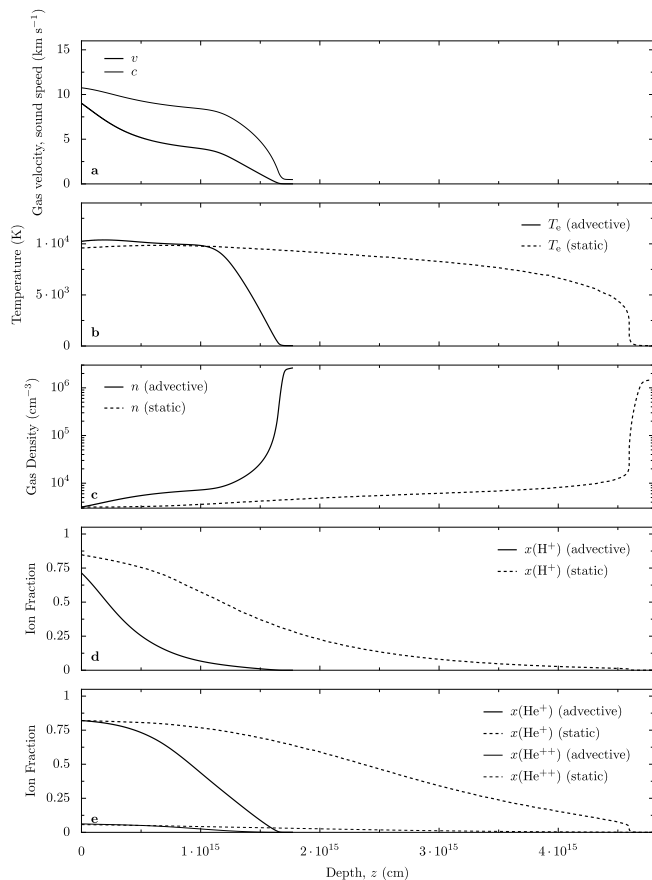 Gas velocity, sound speed (km s⁻¹)
15
10
5
0
v
c
a
Temperature (K)
1·10⁴
5·10³
0
Tₑ (advective)
Tₑ (static)
b
Gas Density (cm⁻³)
10⁶
10⁵
10⁴
n (advective)
n (static)
c
Ion Fraction
1
0.75
0.5
0.25
0
x(H⁺) (advective)
x(H⁺) (static)
d
Ion Fraction
1
0.75
0.5
0.25
0
x(He⁺) (advective)
x(He⁺) (static)
x(He⁺⁺) (advective)
x(He⁺⁺) (static)
e
0 1·10¹⁵ 2·10¹⁵ 3·10¹⁵ 4·10¹⁵
Depth, z (cm)